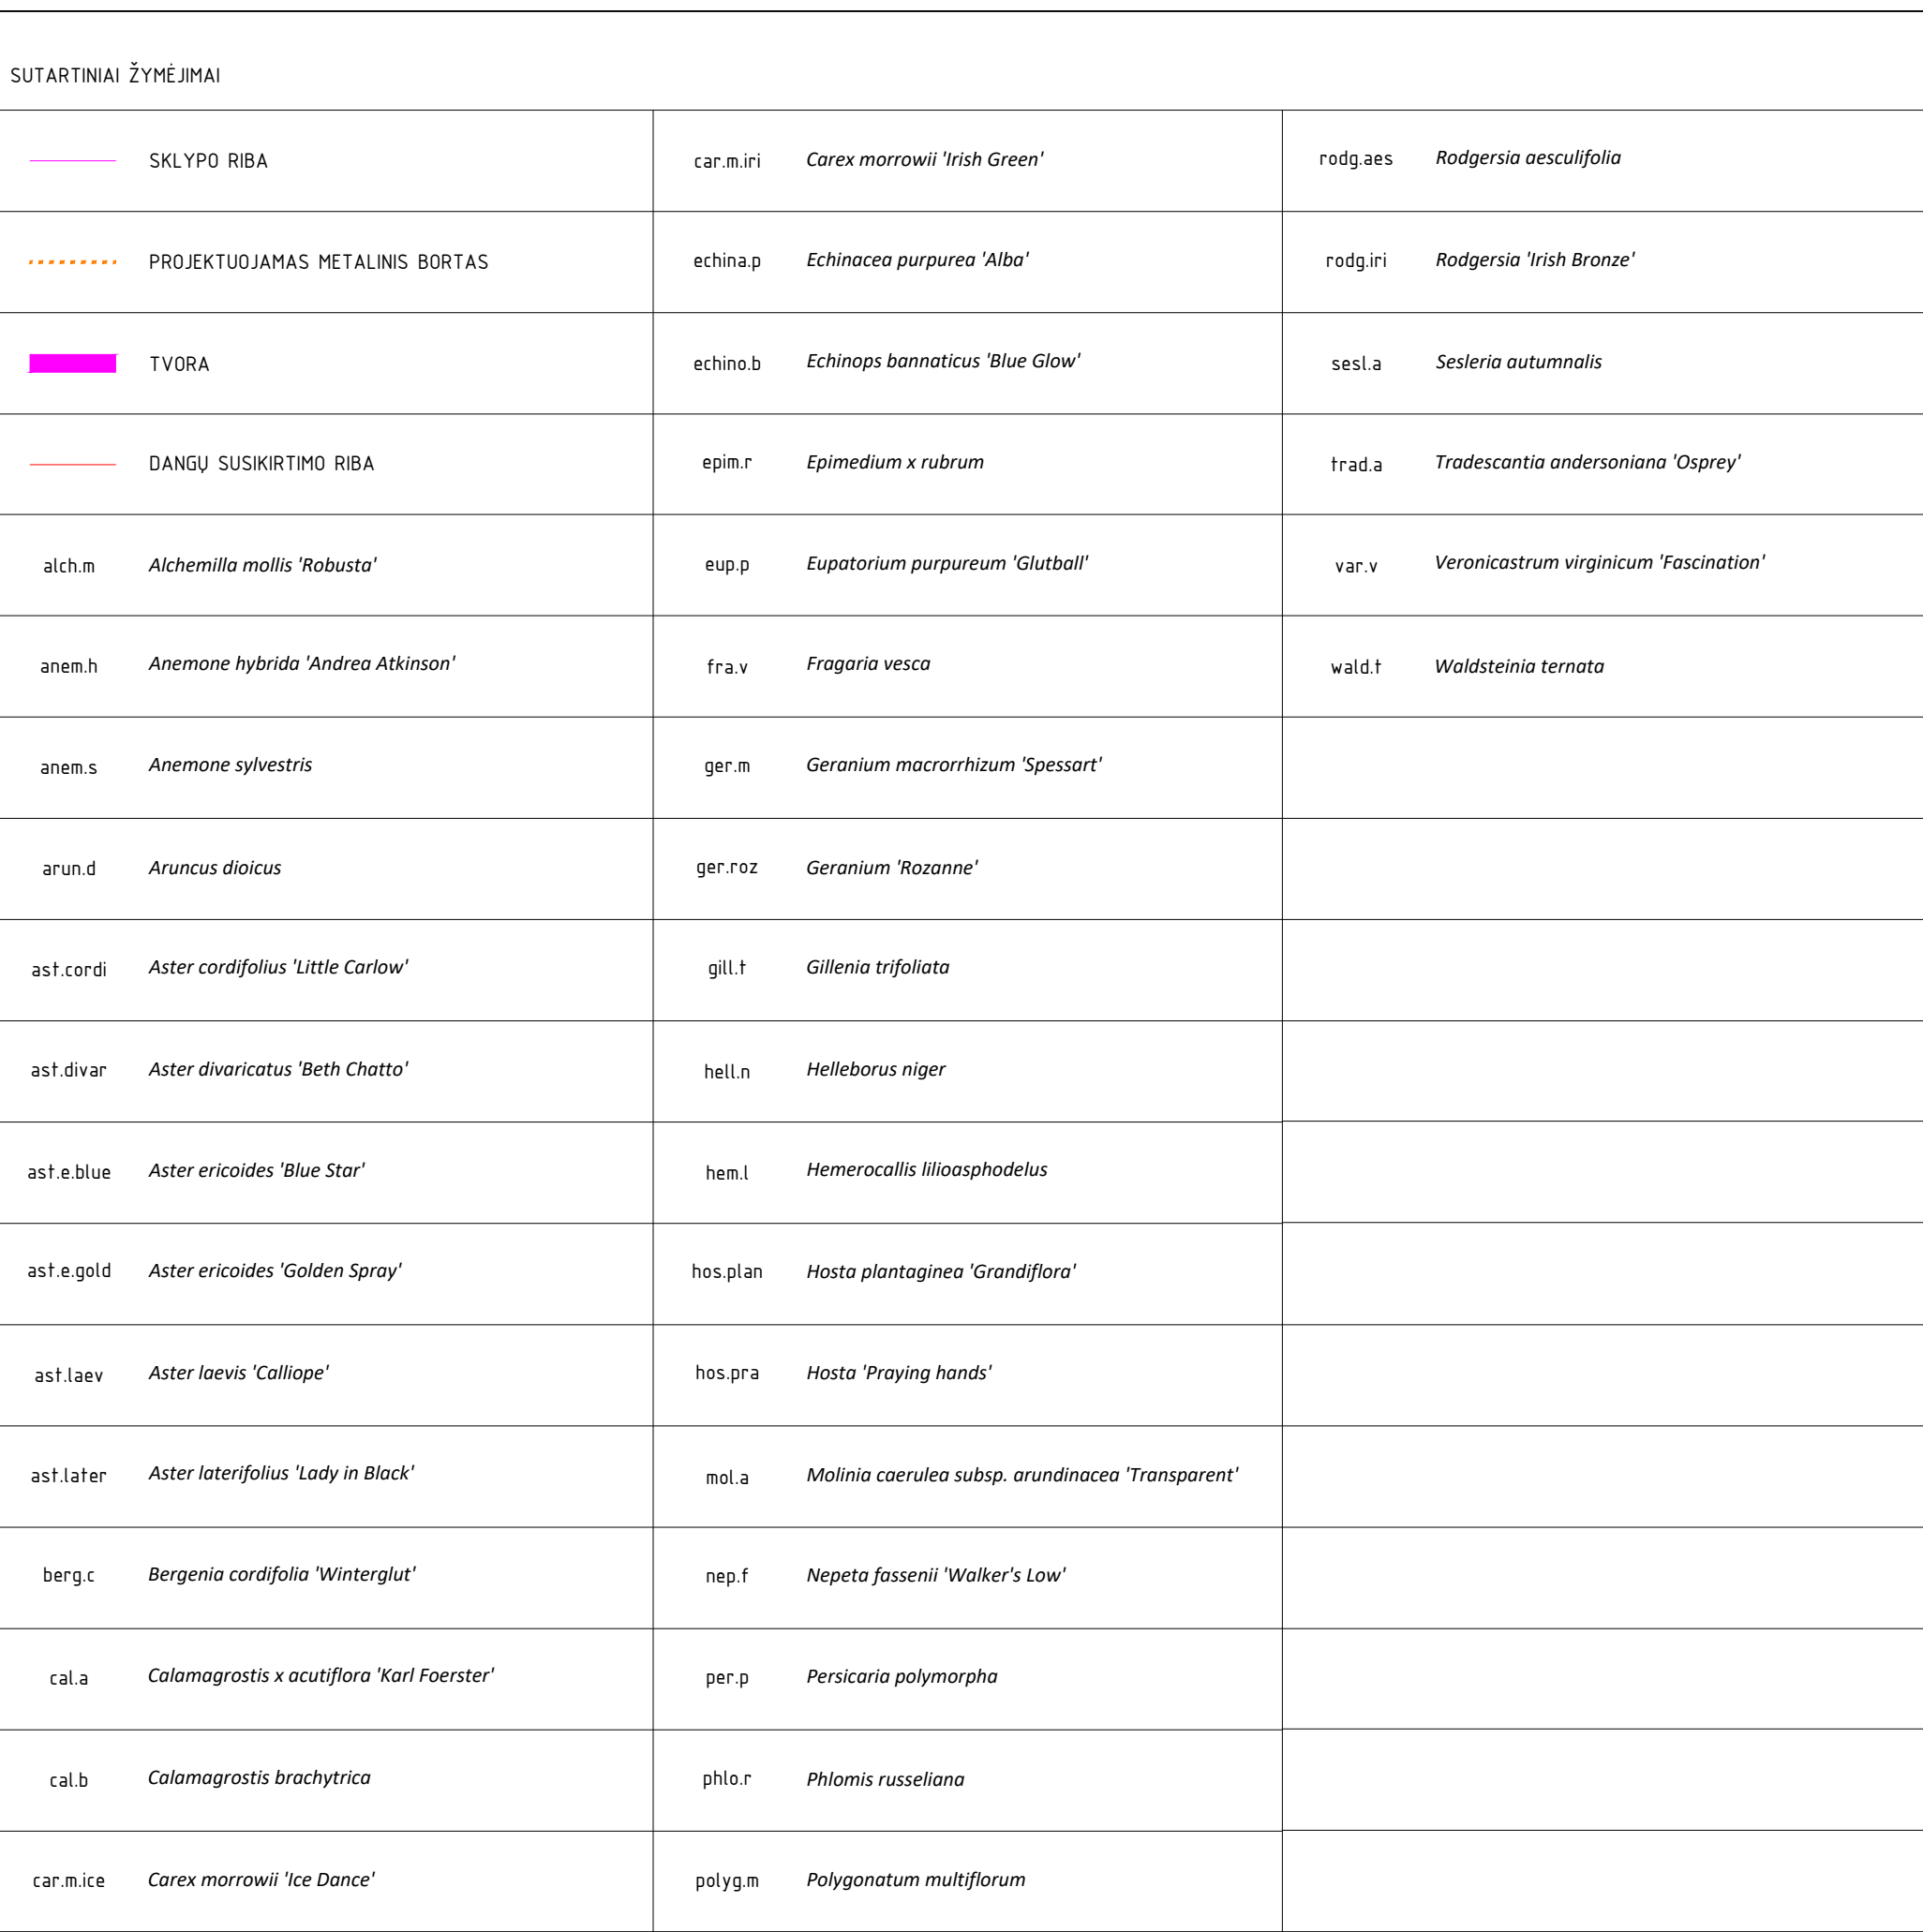 SUTARTINIAI ŽYMĖJIMAI
SKLYPO RIBA
PROJEKTUOJAMAS METALINIS BORTAS
TVORA
DANGŲ SUSIKIRTIMO RIBA
alch.m Alchemilla mollis 'Robusta'
anem.h Anemone hybrida 'Andrea Atkinson'
anem.s Anemone sylvestris
arun.d Aruncus dioicus
ast.cordi Aster cordifolius 'Little Carlow'
ast.divar Aster divaricatus 'Beth Chatto'
ast.e.blue Aster ericoides 'Blue Star'
ast.e.gold Aster ericoides 'Golden Spray'
ast.laev Aster laevis 'Calliope'
ast.later Aster laterifolius 'Lady in Black'
berg.c Bergenia cordifolia 'Winterglut'
cal.a Calamagrostis x acutiflora 'Karl Foerster'
cal.b Calamagrostis brachytrica
car.m.ice Carex morrowii 'Ice Dance'
car.m.iri Carex morrowii 'Irish Green'
echina.p Echinacea purpurea 'Alba'
echino.b Echinops bannaticus 'Blue Glow'
epim.r Epimedium x rubrum
eup.p Eupatorium purpureum 'Glutball'
fra.v Fragaria vesca
ger.m Geranium macrorrhizum 'Spessart'
ger.roz Geranium 'Rozanne'
gill.t Gillenia trifoliata
hell.n Helleborus niger
hem.l Hemerocallis lilioasphodelus
hos.plan Hosta plantaginea 'Grandiflora'
hos.pra Hosta 'Praying hands'
mol.a Molinia caerulea subsp. arundinacea 'Transparent'
nep.f Nepeta fassenii 'Walker's Low'
per.p Persicaria polymorpha
phlo.r Phlomis russeliana
polyg.m Polygonatum multiflorum
rodg.aes Rodgersia aesculifolia
rodg.iri Rodgersia 'Irish Bronze'
sesl.a Sesleria autumnalis
trad.a Tradescantia andersoniana 'Osprey'
var.v Veronicastrum virginicum 'Fascination'
wald.t Waldsteinia ternata